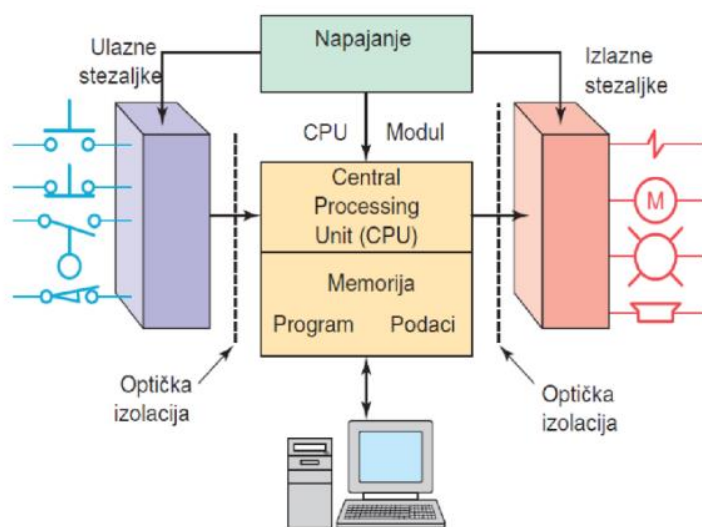 Napajanje
Ulazne
stezaljke
Izlazne
stezaljke
CPU Modul
Central
Processing
Unit (CPU)
M
Memorija
Program Podaci
Optička
izolacija
Optička
izolacija